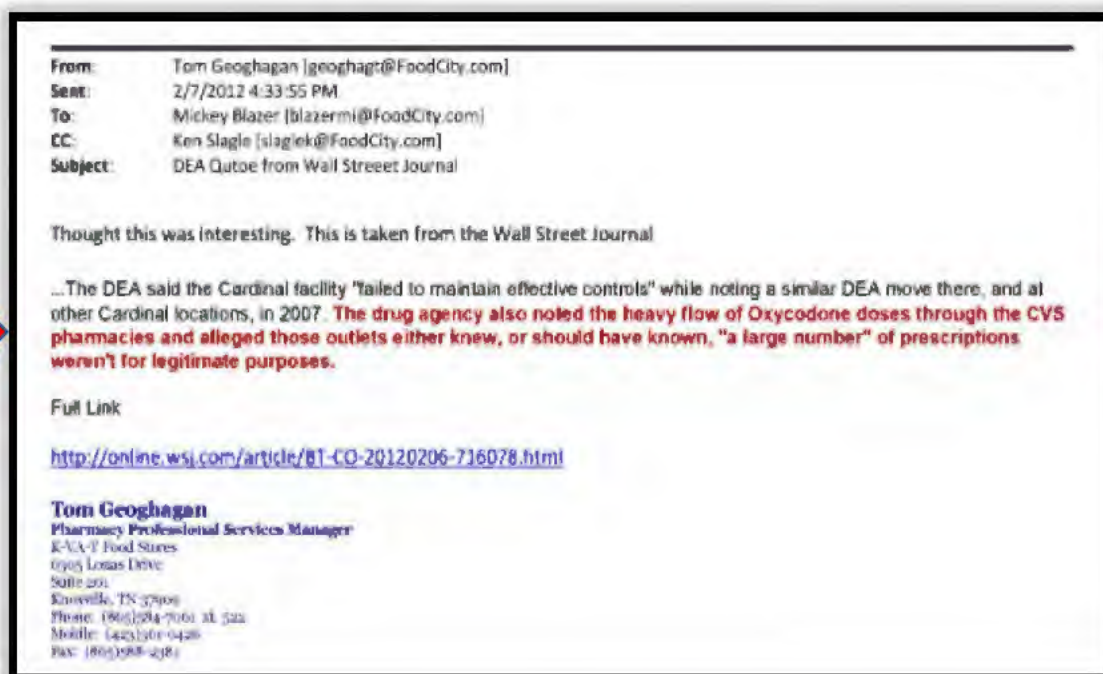 From: Tom Geoghagan [geoghagt@FoodCity.com]
Sent: 2/7/2012 4:33:55 PM
To: Mickey Blazer [blazermi@FoodCity.com]
CC: Ken Slagle [slaglek@FoodCity.com]
Subject: DEA Qutoe from Wall Streeet Journal
Thought this was interesting. This is taken from the Wall Street Journal
...The DEA said the Cardinal facility "failed to maintain effective controls" while noting a similar DEA move there, and at
other Cardinal locations, in 2007. The drug agency also noted the heavy flow of Oxycodone doses through the CVS
pharmacies and alleged those outlets either knew, or should have known, "a large number" of prescriptions
weren't for legitimate purposes.
Full Link
http://online.wsj.com/article/BT-CO-20120206-716078.html
Tom Geoghagan
Pharmacy Professional Services Manager
K-VA-T Food Stores
Drive
Suite 201
Knoxville, TN
Phone:
Mobile:
Fax: